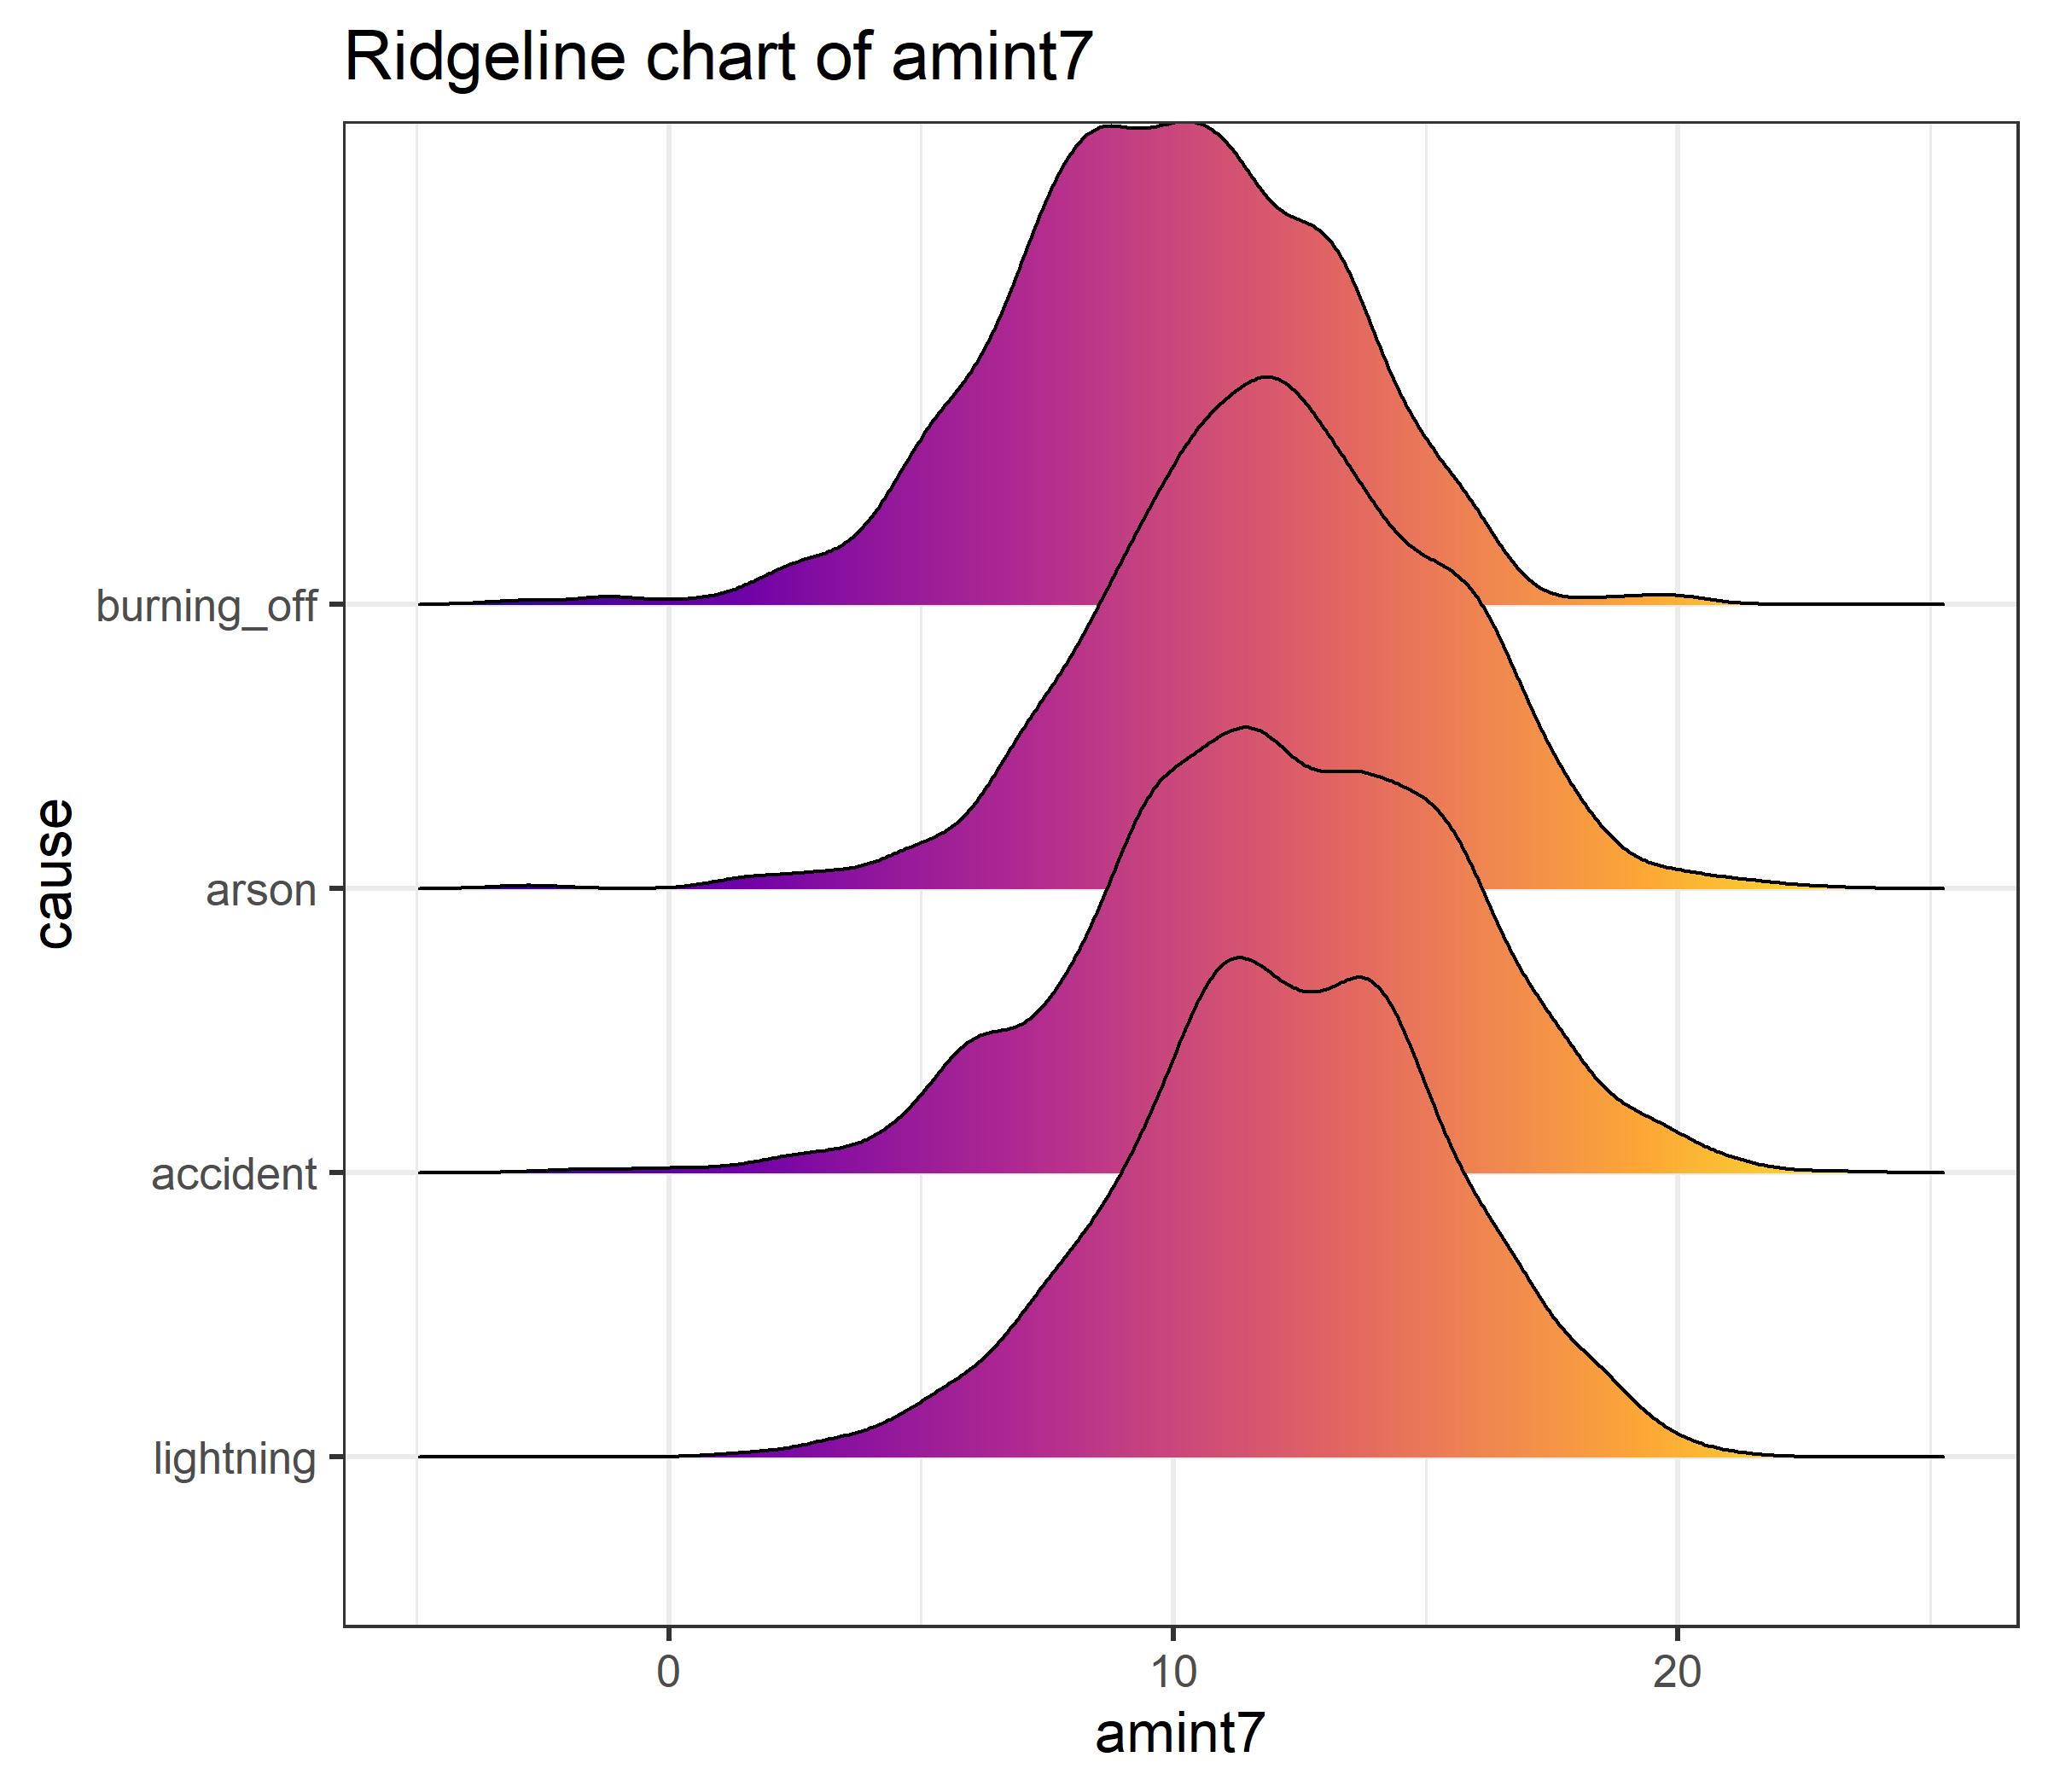 Ridgeline chart of amint7
cause
burning_off
arson
accident
lightning
0 10 20
amint7